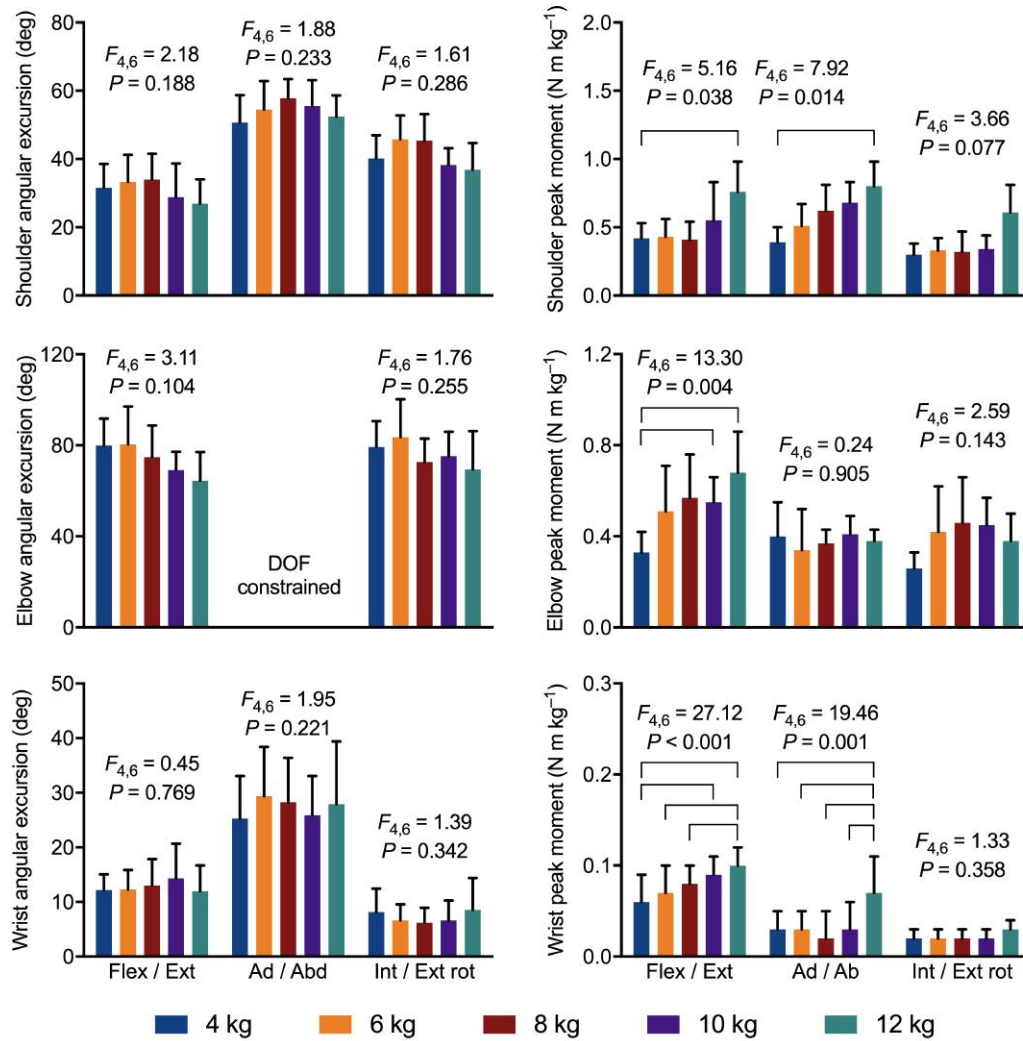 Shoulder angular excursion (deg)
80
60
40
20
0
F4,6 = 2.18
P = 0.188
F4,6 = 1.88
P = 0.233
F4,6 = 1.61
P = 0.286
Shoulder peak moment (N m kg–1)
2.0
1.5
1.0
0.5
0.0
F4,6 = 5.16
P = 0.038
F4,6 = 7.92
P = 0.014
F4,6 = 3.66
P = 0.077
Elbow angular excursion (deg)
120
80
40
0
F4,6 = 3.11
P = 0.104
DOF
constrained
F4,6 = 1.76
P = 0.255
Elbow peak moment (N m kg–1)
1.2
0.8
0.4
0.0
F4,6 = 13.30
P = 0.004
F4,6 = 0.24
P = 0.905
F4,6 = 2.59
P = 0.143
Wrist angular excursion (deg)
50
40
30
20
10
0
F4,6 = 0.45
P = 0.769
F4,6 = 1.95
P = 0.221
F4,6 = 1.39
P = 0.342
Flex / Ext
Ad / Abd
Int / Ext rot
Wrist peak moment (N m kg–1)
0.3
0.2
0.1
0.0
F4,6 = 27.12
P < 0.001
F4,6 = 19.46
P = 0.001
F4,6 = 1.33
P = 0.358
Flex / Ext
Ad / Ab
Int / Ext rot
4 kg
6 kg
8 kg
10 kg
12 kg